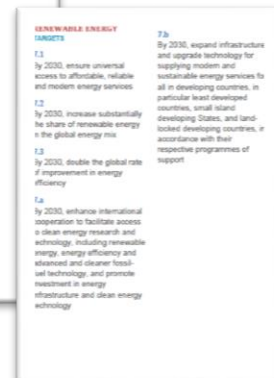 RENEWABLE ENERGY
TARGETS
7.1
By 2030, ensure universal
access to affordable, reliable
and modern energy services
7.2
By 2030, increase substantially
the share of renewable energy
in the global energy mix
7.3
By 2030, double the global rate
of improvement in energy
efficiency
7.a
By 2030, enhance international
cooperation to facilitate access
to clean energy research and
technology, including renewable
energy, energy efficiency and
advanced and cleaner fossil-
fuel technology, and promote
investment in energy
infrastructure and clean energy
technology
7.b
By 2030, expand infrastructure
and upgrade technology for
supplying modern and
sustainable energy services fo
all in developing countries, in
particular least developed
countries, small island
developing States, and land-
locked developing countries, in
accordance with their
respective programmes of
support